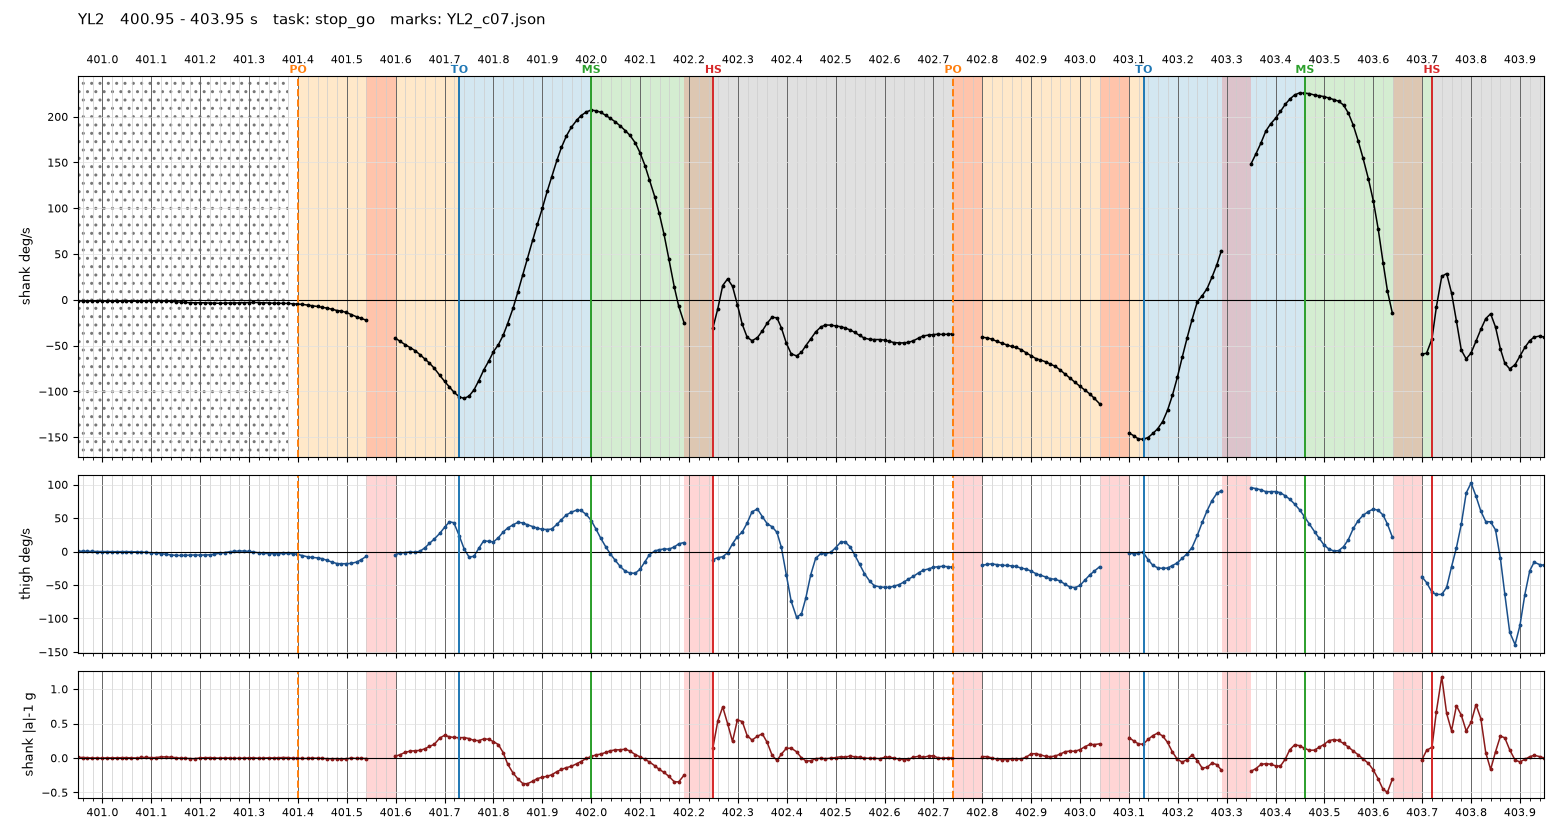 YL2   400.95 - 403.95 s   task: stop_go   marks: YL2_c07.json
401.0 401.1 401.2 401.3 401.4 401.5 401.6 401.7 401.8 401.9 402.0 402.1 402.2 402.3 402.4 402.5 402.6 402.7 402.8 402.9 403.0 403.1 403.2 403.3 403.4 403.5 403.6 403.7 403.8 403.9
PO TO MS HS PO TO MS HS
shank deg/s
200
150
100
50
0
−50
−100
−150
thigh deg/s
100
50
0
−50
−100
−150
shank |a|-1 g
1.0
0.5
0.0
−0.5
401.0 401.1 401.2 401.3 401.4 401.5 401.6 401.7 401.8 401.9 402.0 402.1 402.2 402.3 402.4 402.5 402.6 402.7 402.8 402.9 403.0 403.1 403.2 403.3 403.4 403.5 403.6 403.7 403.8 403.9